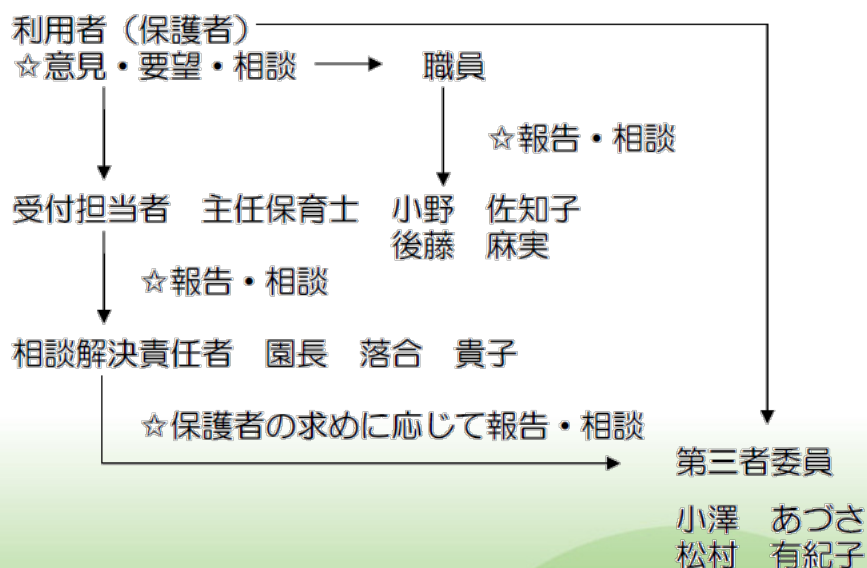 利用者（保護者）
☆意見・要望・相談 職員
☆報告・相談
受付担当者 主任保育士 小野 佐知子
後藤 麻実
☆報告・相談
相談解決責任者 園長 落合 貴子
☆保護者の求めに応じて報告・相談
第三者委員
小澤 あづさ
松村 有紀子